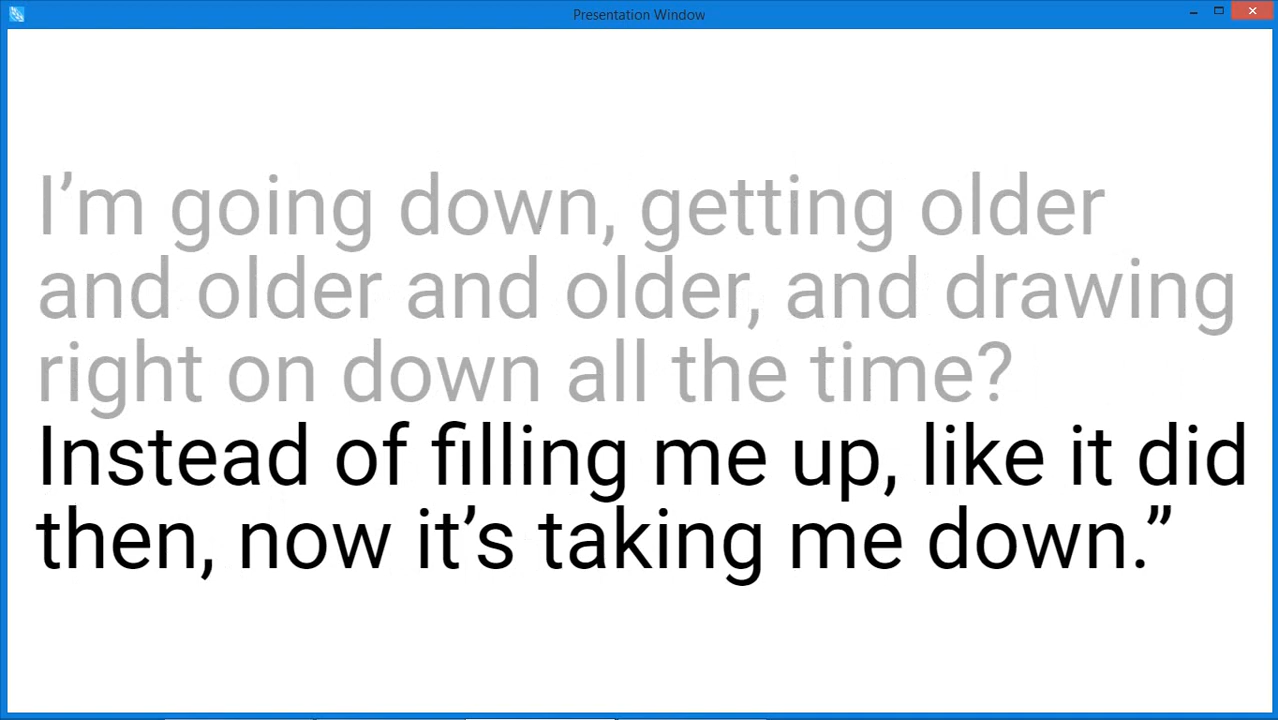 Presentation Window
I’m going down, getting older
and older and older, and drawing
right on down all the time?
Instead of filling me up, like it did
then, now it’s taking me down.”